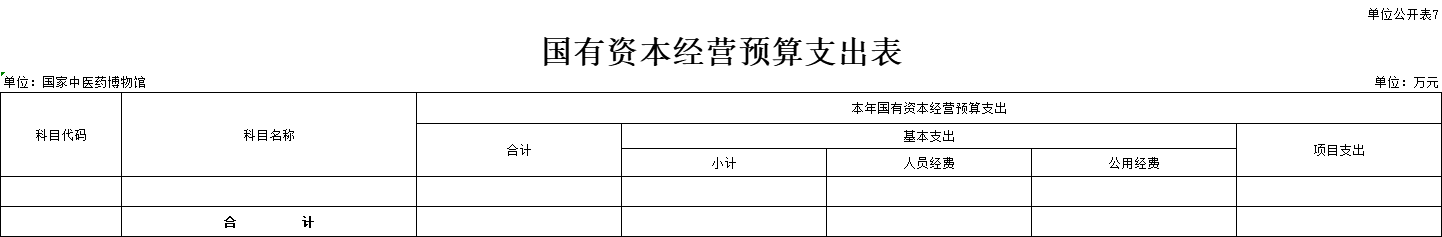 单位公开表7
国有资本经营预算支出表
单位：国家中医药博物馆 单位：万元
科目代码 科目名称 本年国有资本经营预算支出
合计 基本支出 项目支出
小计 人员经费 公用经费
合 计